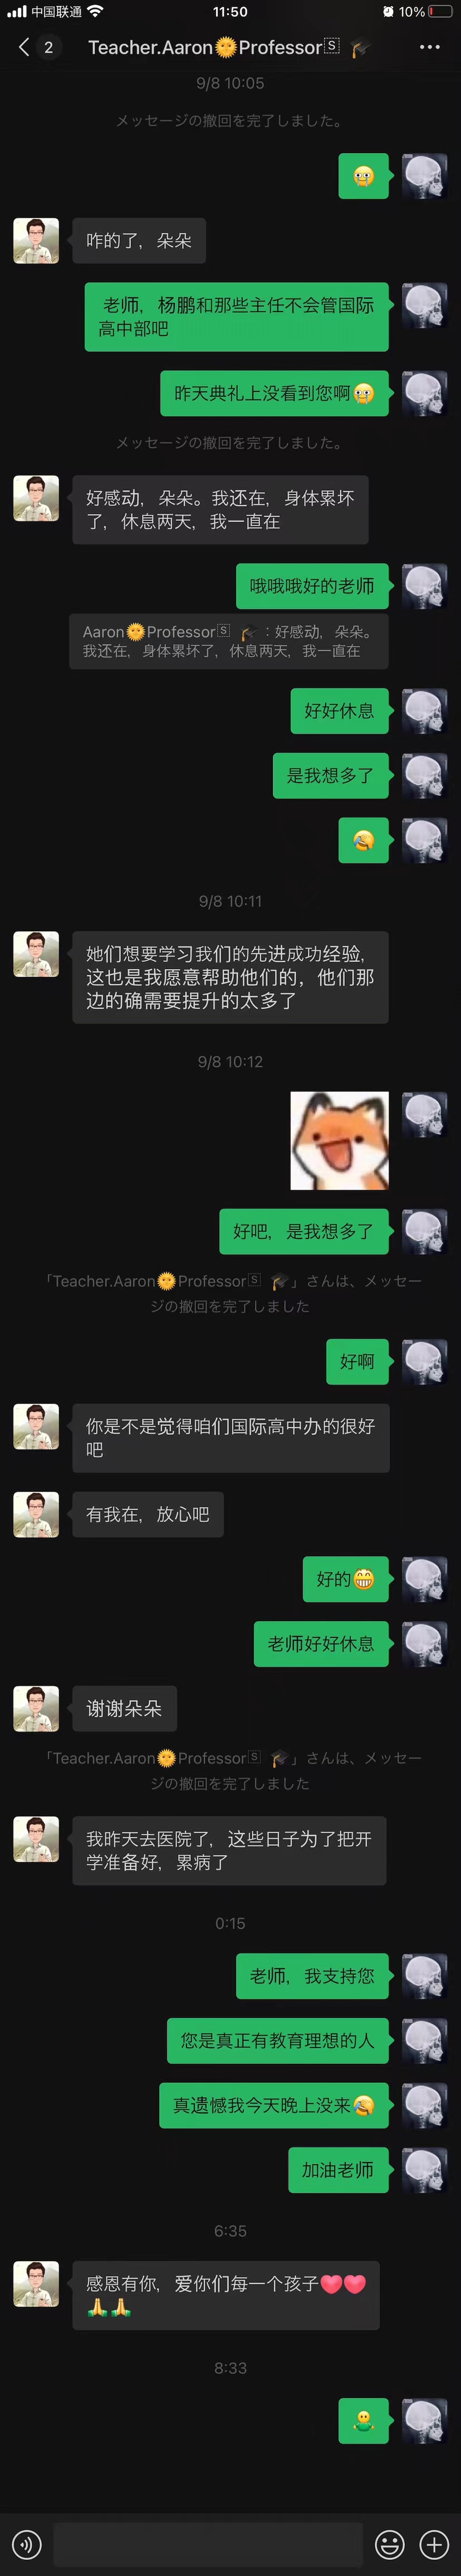 中国联通
11:50
10%
2
Teacher.Aaron🌞Professor🅂 🎓
9/8 10:05
メッセージの撤回を完了しました。
咋的了，朵朵
老师，杨鹏和那些主任不会管国际
高中部吧
昨天典礼上没看到您啊
メッセージの撤回を完了しました。
好感动，朵朵。我还在，身体累坏
了，休息两天，我一直在
哦哦哦好的老师
Aaron🌞Professor🅂 🎓：好感动，朵朵。
我还在，身体累坏了，休息两天，我一直在
好好休息
是我想多了
9/8 10:11
她们想要学习我们的先进成功经验，
这也是我愿意帮助他们的，他们那
边的确需要提升的太多了
9/8 10:12
好吧，是我想多了
「Teacher.Aaron🌞Professor🅂 🎓」さんは、メッセー
ジの撤回を完了しました
好啊
你是不是觉得咱们国际高中办的很好
吧
有我在，放心吧
好的😁
老师好好休息
谢谢朵朵
「Teacher.Aaron🌞Professor🅂 🎓」さんは、メッセー
ジの撤回を完了しました
我昨天去医院了，这些日子为了把开
学准备好，累病了
0:15
老师，我支持您
您是真正有教育理想的人
真遗憾我今天晚上没来
加油老师
6:35
感恩有你，爱你们每一个孩子❤️❤️
🙏🙏
8:33